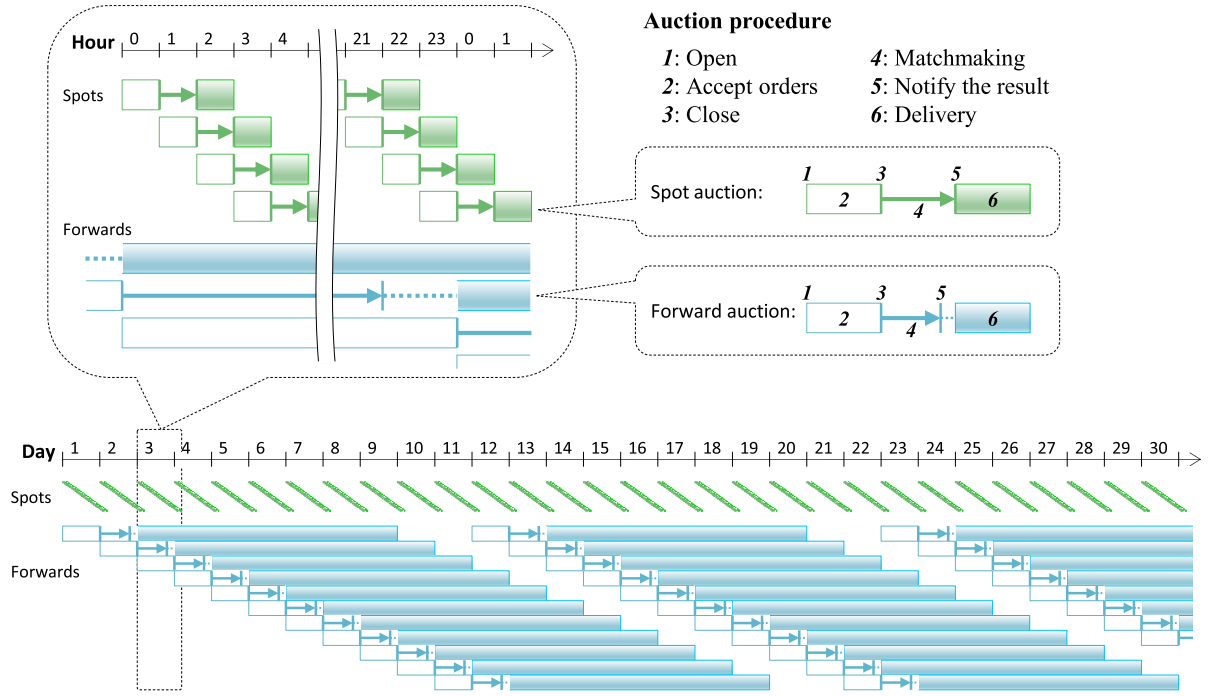 Auction procedure
1: Open
2: Accept orders
3: Close
4: Matchmaking
5: Notify the result
6: Delivery
Hour 0 1 2 3 4 21 22 23 0 1
Spots
Forwards
Spot auction: 1 2 3 4 5 6
Forward auction: 1 2 3 4 5 6
Day 1 2 3 4 5 6 7 8 9 10 11 12 13 14 15 16 17 18 19 20 21 22 23 24 25 26 27 28 29 30
Spots
Forwards